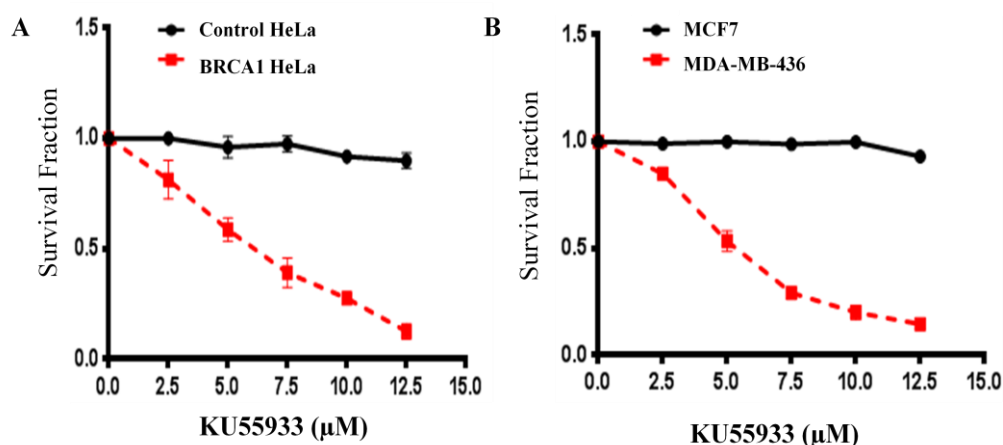 A
Control HeLa
BRCA1 HeLa
Survival Fraction
1.5
1.0
0.5
0.0
0.0 2.5 5.0 7.5 10.0 12.5 15.0
KU55933 (µM)
B
MCF7
MDA-MB-436
Survival Fraction
1.5
1.0
0.5
0.0
0.0 2.5 5.0 7.5 10.0 12.5 15.0
KU55933 (µM)